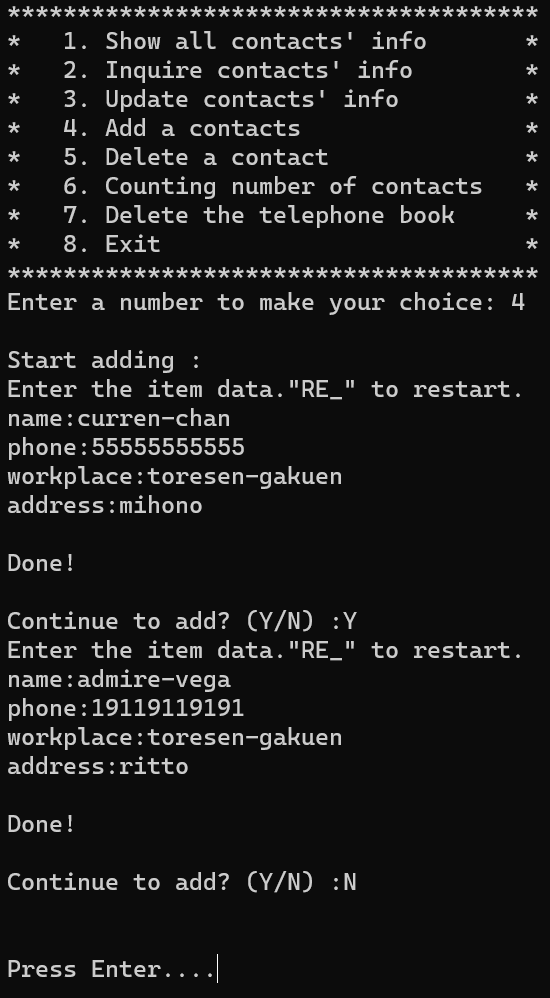 **************************************
*   1. Show all contacts' info       *
*   2. Inquire contacts' info        *
*   3. Update contacts' info         *
*   4. Add a contacts                *
*   5. Delete a contact              *
*   6. Counting number of contacts   *
*   7. Delete the telephone book     *
*   8. Exit                          *
**************************************
Enter a number to make your choice: 4
Start adding :
Enter the item data."RE_" to restart.
name:curren-chan
phone:55555555555
workplace:toresen-gakuen
address:mihono
Done!
Continue to add? (Y/N) :Y
Enter the item data."RE_" to restart.
name:admire-vega
phone:19119119191
workplace:toresen-gakuen
address:ritto
Done!
Continue to add? (Y/N) :N
Press Enter....